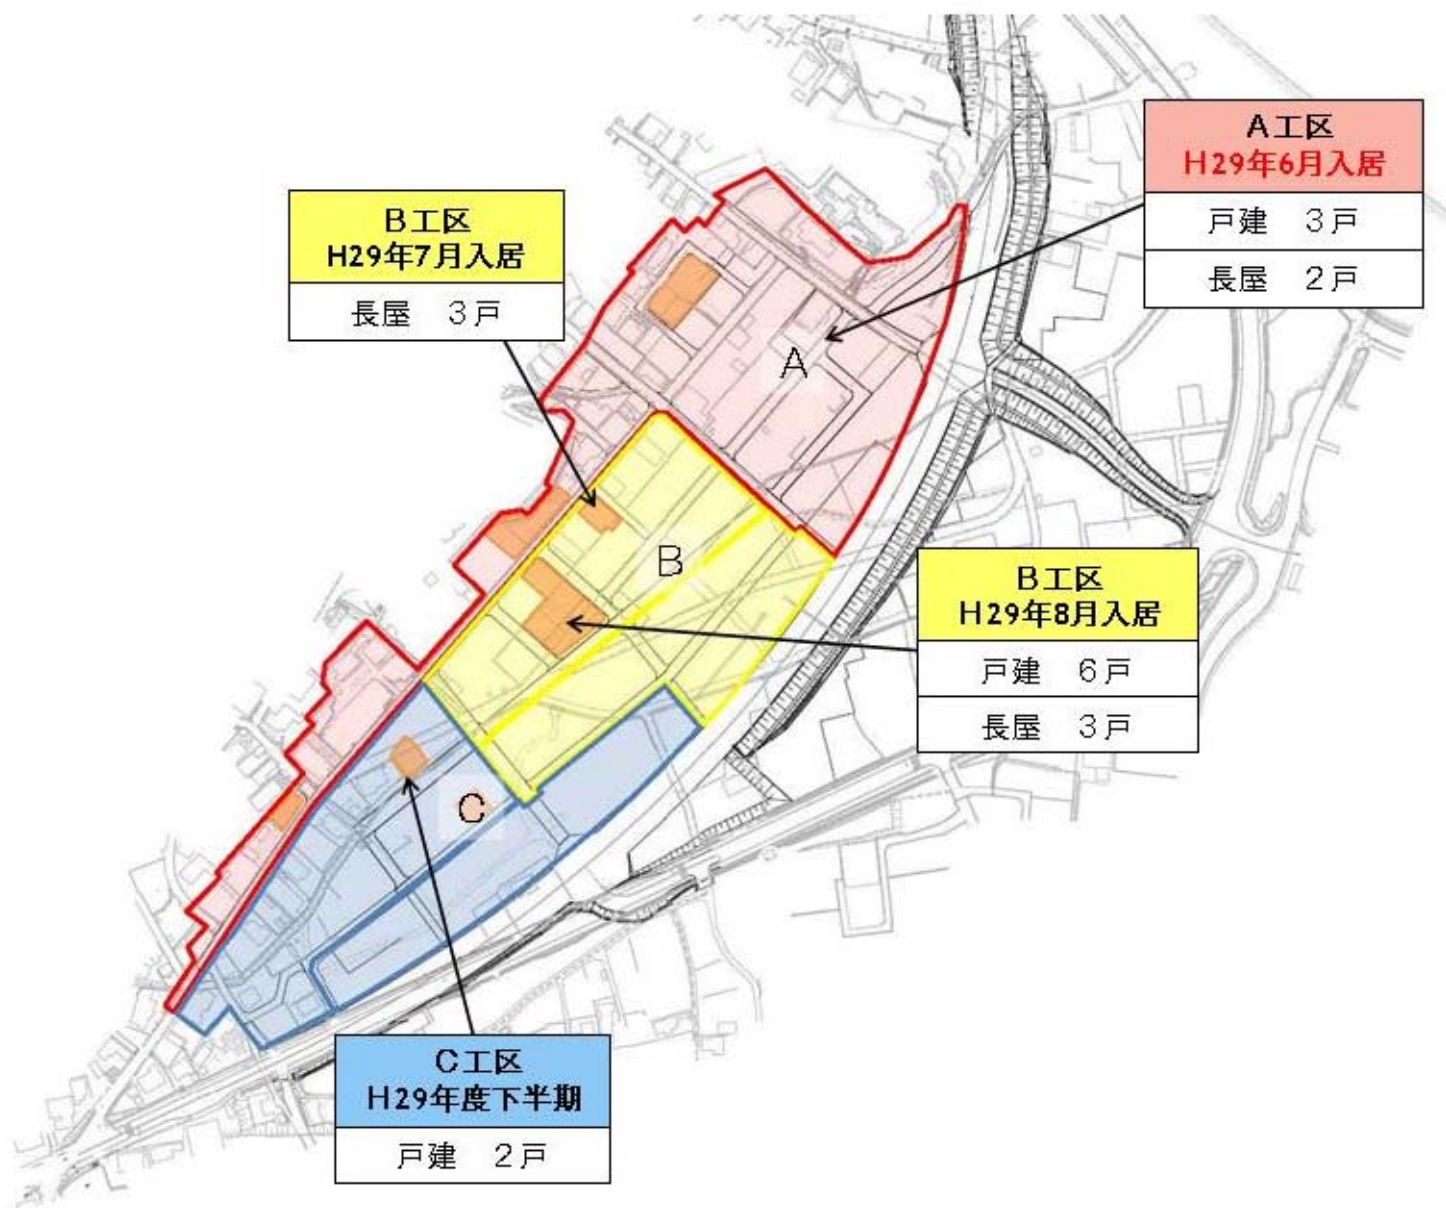 A工区
H29年6月入居
戸建　3戸
長屋　2戸
B工区
H29年7月入居
長屋　3戸
A
B
B工区
H29年8月入居
戸建　6戸
長屋　3戸
C
C工区
H29年度下半期
戸建　2戸